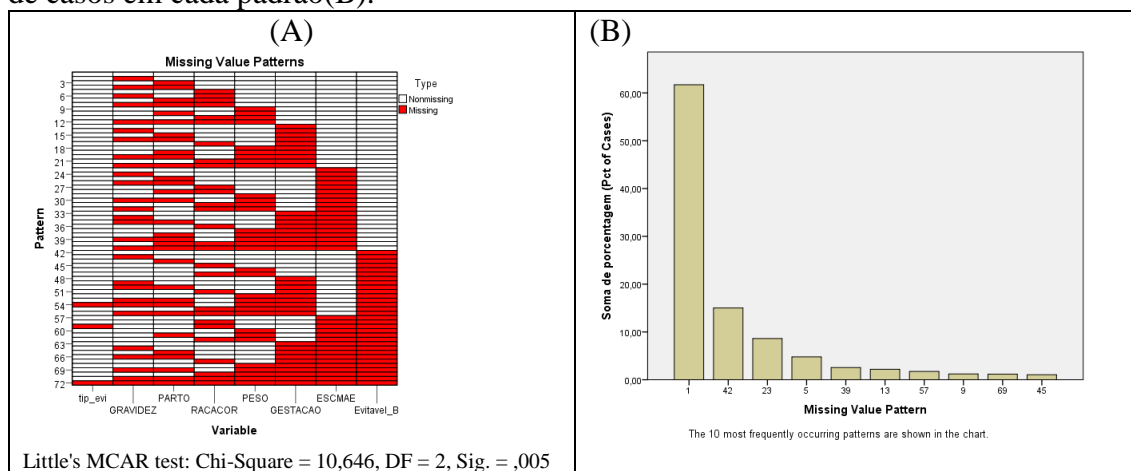 de casos em cada padrão(B).
(A)
Missing Value Patterns
Type
Nonmissing
Missing
Pattern
3
6
9
12
15
18
21
24
27
30
33
36
39
42
45
48
51
54
57
60
63
66
69
72
tip_evi
GRAVIDEZ
PARTO
RACACOR
PESO
GESTACAO
ESCMAE
Evitavel_B
Variable
Little's MCAR test: Chi-Square = 10,646, DF = 2, Sig. = ,005
(B)
Soma de porcentagem (Pct of Cases)
60,00
50,00
40,00
30,00
20,00
10,00
0,00
1 42 23 5 39 13 57 9 69 45
Missing Value Pattern
The 10 most frequently occurring patterns are shown in the chart.